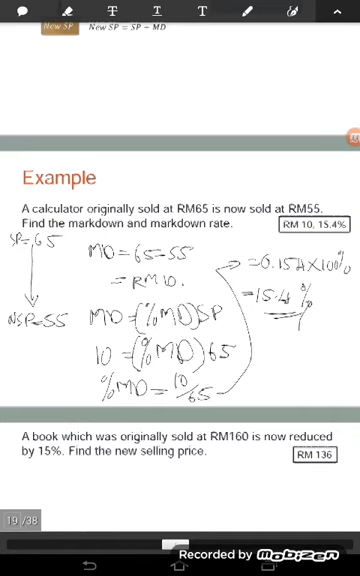 New SP
New SP = SP − MD
Example
A calculator originally sold at RM65 is now sold at RM55.
Find the markdown and markdown rate.
RM 10, 15.4%
SP = 65
NSP = 55
MD = 65 - 55
= RM10.
MD = (% MD) SP
10 = (% MD) 65
% MD = 10/65
= 0.154 X 100%
= 15.4 %
A book which was originally sold at RM160 is now reduced
by 15%. Find the new selling price.
RM 136
19 /38
Recorded by Mobizen